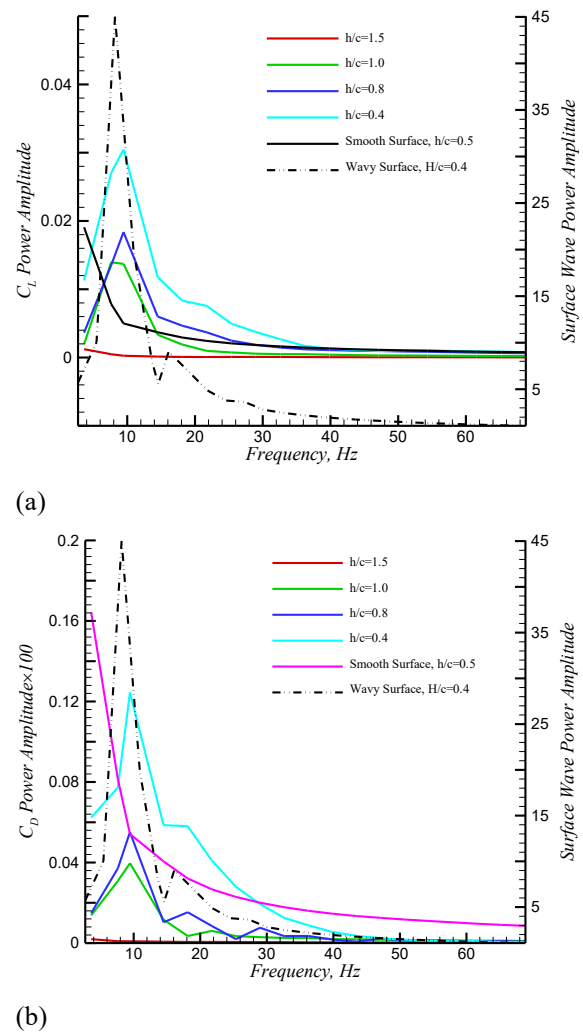 (a)
C_L Power Amplitude
0.04
0.02
0
h/c=1.5
h/c=1.0
h/c=0.8
h/c=0.4
Smooth Surface, h/c=0.5
Wavy Surface, H/c=0.4
45
35
25
15
5
Surface Wave Power Amplitude
10 20 30 40 50 60
Frequency, Hz
(a)
C_D Power Amplitude×100
0.2
0.16
0.12
0.08
0.04
0
h/c=1.5
h/c=1.0
h/c=0.8
h/c=0.4
Smooth Surface, h/c=0.5
Wavy Surface, H/c=0.4
45
35
25
15
5
Surface Wave Power Amplitude
10 20 30 40 50 60
Frequency, Hz
(b)